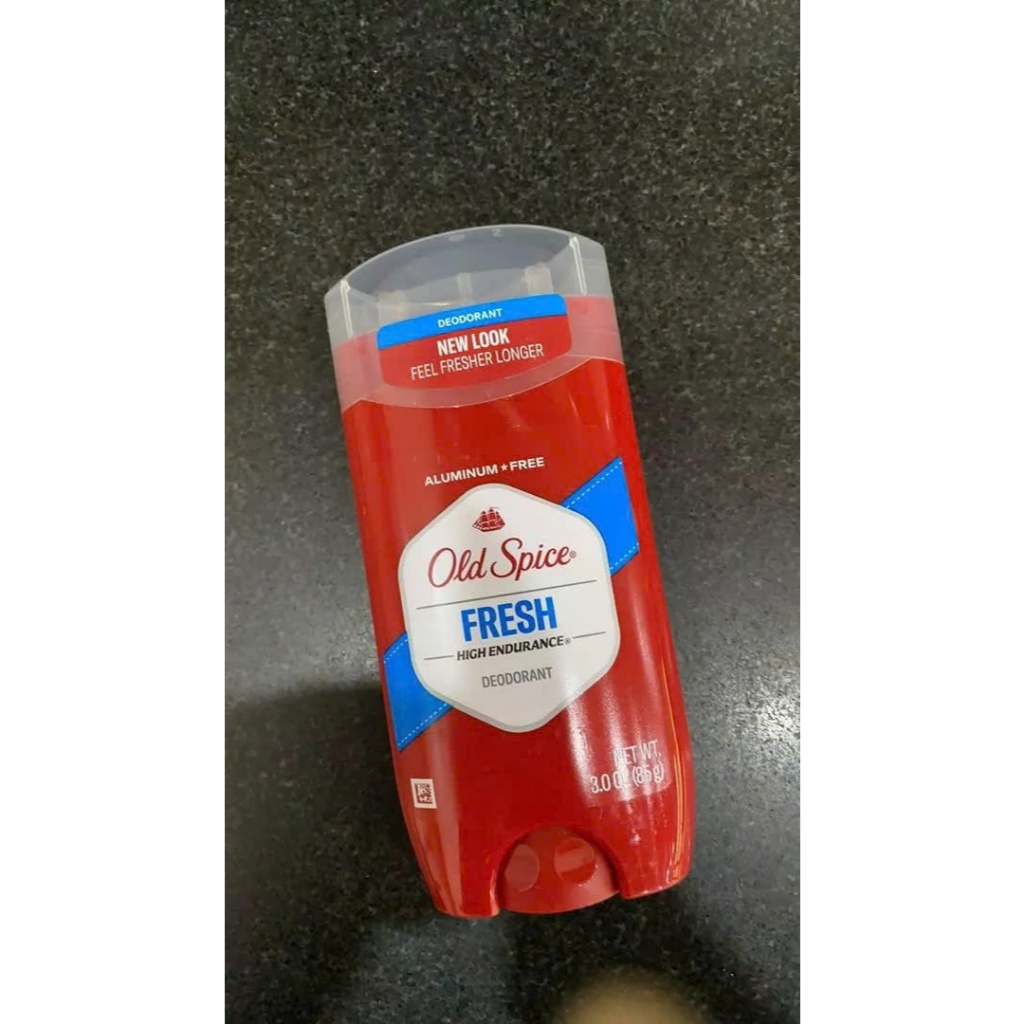 DEODORANT
NEW LOOK
FEEL FRESHER LONGER
ALUMINUM★FREE
Old Spice®
FRESH
HIGH ENDURANCE®
DEODORANT
NET WT.
3.0 OZ (85g)